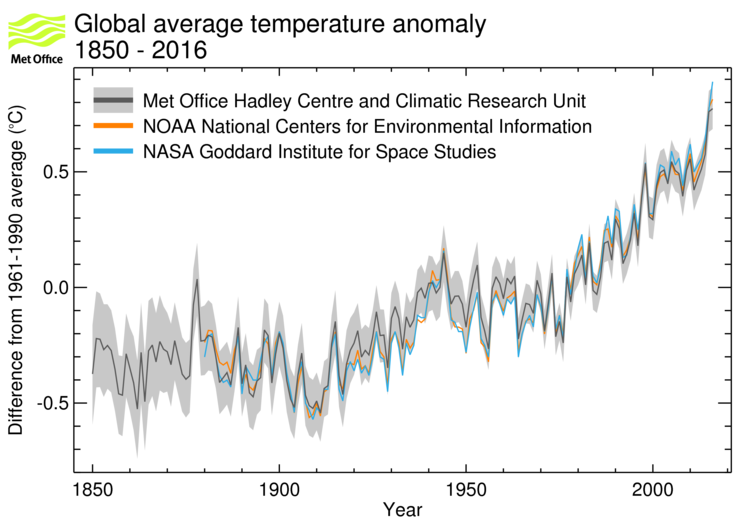 Met Office
Global average temperature anomaly
1850 - 2016
Met Office Hadley Centre and Climatic Research Unit
NOAA National Centers for Environmental Information
NASA Goddard Institute for Space Studies
Difference from 1961-1990 average (°C)
0.5
0.0
-0.5
1850
1900
1950
2000
Year